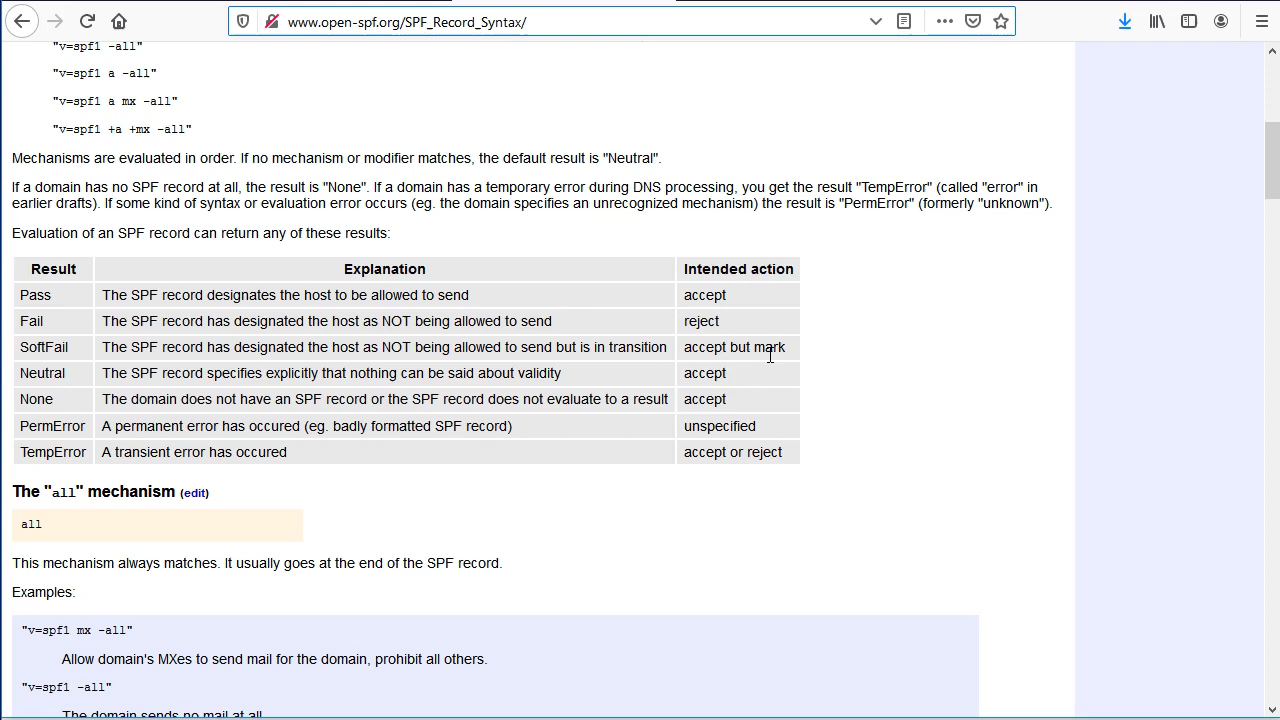 www.open-spf.org/SPF_Record_Syntax/
"v=spf1 -all"
"v=spf1 a -all"
"v=spf1 a mx -all"
"v=spf1 +a +mx -all"
Mechanisms are evaluated in order. If no mechanism or modifier matches, the default result is "Neutral".
If a domain has no SPF record at all, the result is "None". If a domain has a temporary error during DNS processing, you get the result "TempError" (called "error" in
earlier drafts). If some kind of syntax or evaluation error occurs (eg. the domain specifies an unrecognized mechanism) the result is "PermError" (formerly "unknown").
Evaluation of an SPF record can return any of these results:
Result Explanation Intended action
Pass The SPF record designates the host to be allowed to send accept
Fail The SPF record has designated the host as NOT being allowed to send reject
SoftFail The SPF record has designated the host as NOT being allowed to send but is in transition accept but mark
Neutral The SPF record specifies explicitly that nothing can be said about validity accept
None The domain does not have an SPF record or the SPF record does not evaluate to a result accept
PermError A permanent error has occured (eg. badly formatted SPF record) unspecified
TempError A transient error has occured accept or reject
The "all" mechanism (edit)
all
This mechanism always matches. It usually goes at the end of the SPF record.
Examples:
"v=spf1 mx -all"
Allow domain's MXes to send mail for the domain, prohibit all others.
"v=spf1 -all"
The domain sends no mail at all.